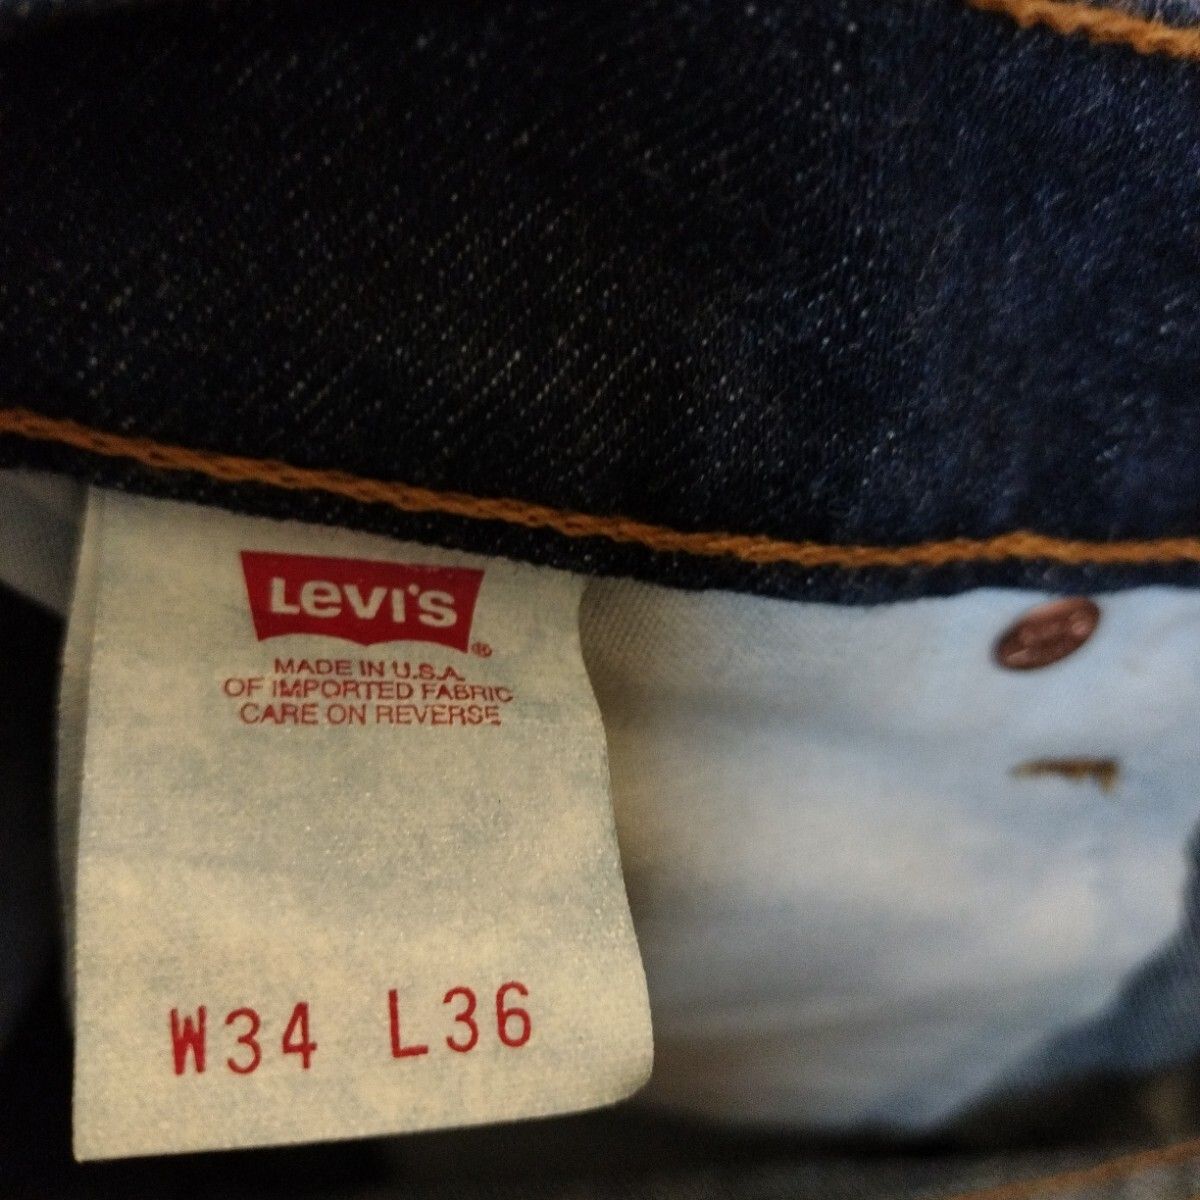 Levi's®
MADE IN U.S.A.
OF IMPORTED FABRIC
CARE ON REVERSE
W34 L36